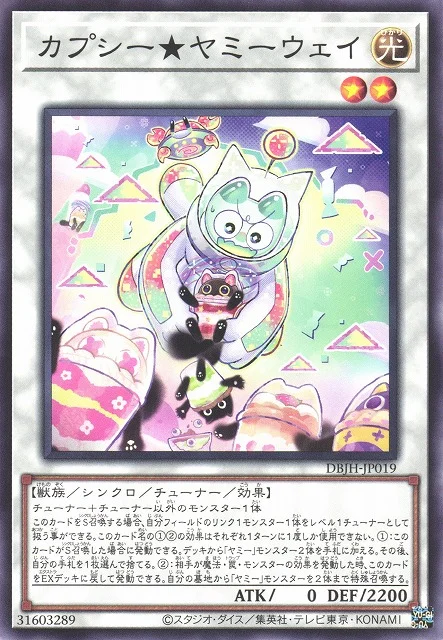 カプシー★ヤミーウェイ
光
DBJH-JP019
【獣族／シンクロ／チューナー／効果】
チューナー＋チューナー以外のモンスター1体
このカードをS召喚する場合、自分フィールドのリンク1モンスター1体をレベル1チューナーとして
扱う事ができる。このカード名の①②の効果はそれぞれ1ターンに1度しか使用できない。①：この
カードがS召喚した場合に発動できる。デッキから「ヤミー」モンスター2体を手札に加える。その後、
自分の手札を1枚選んで捨てる。②：相手が魔法・罠・モンスターの効果を発動した時、このカード
をEXデッキに戻して発動できる。自分の墓地から「ヤミー」モンスターを2体まで特殊召喚する。
ATK/ 0 DEF/2200
31603289
©スタジオ・ダイス／集英社・テレビ東京・KONAMI